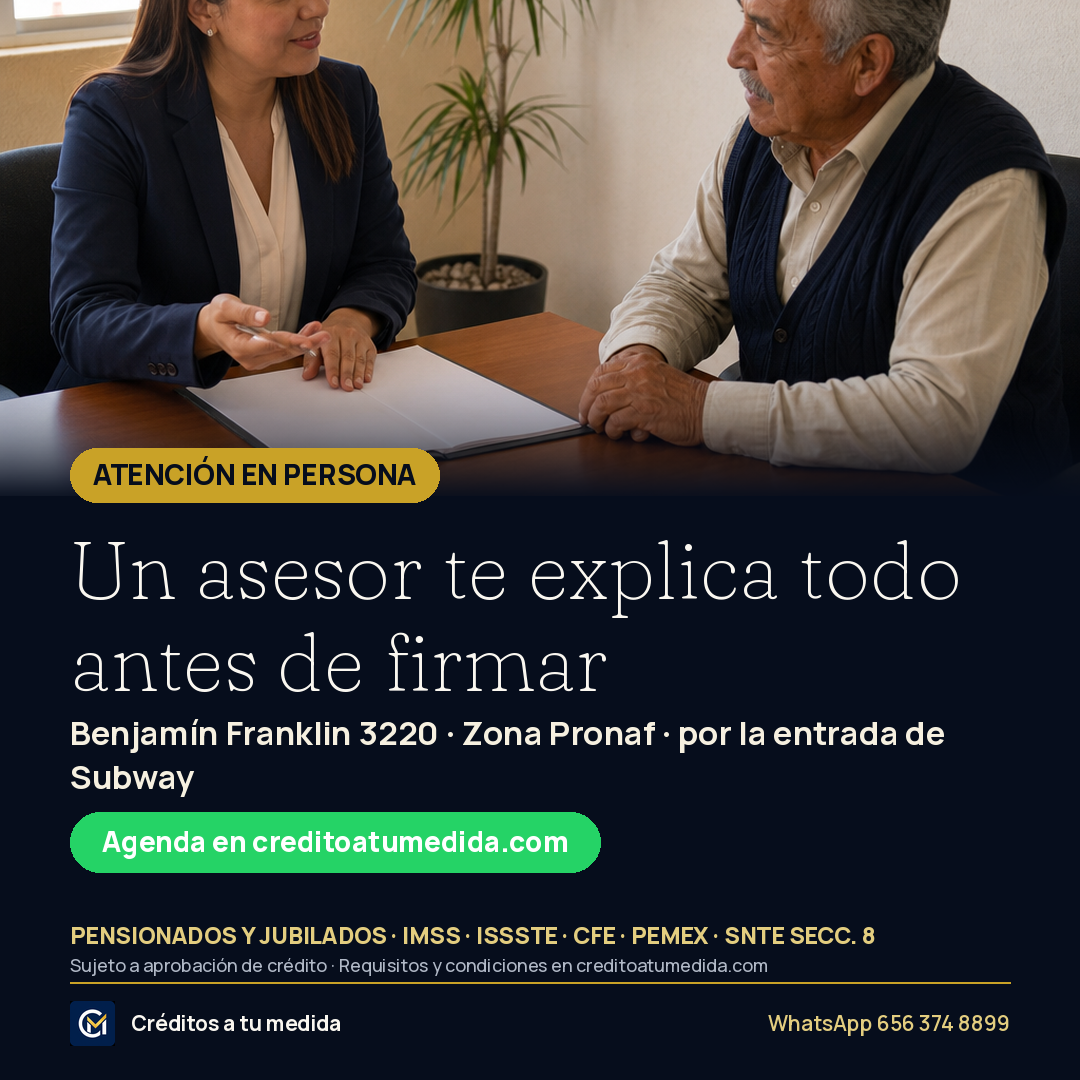 ATENCIÓN EN PERSONA
Un asesor te explica todo
antes de firmar
Benjamín Franklin 3220 · Zona Pronaf · por la entrada de
Subway
Agenda en creditoatumedida.com
PENSIONADOS Y JUBILADOS · IMSS · ISSSTE · CFE · PEMEX · SNTE SECC. 8
Sujeto a aprobación de crédito · Requisitos y condiciones en creditoatumedida.com
Créditos a tu medida
WhatsApp 656 374 8899